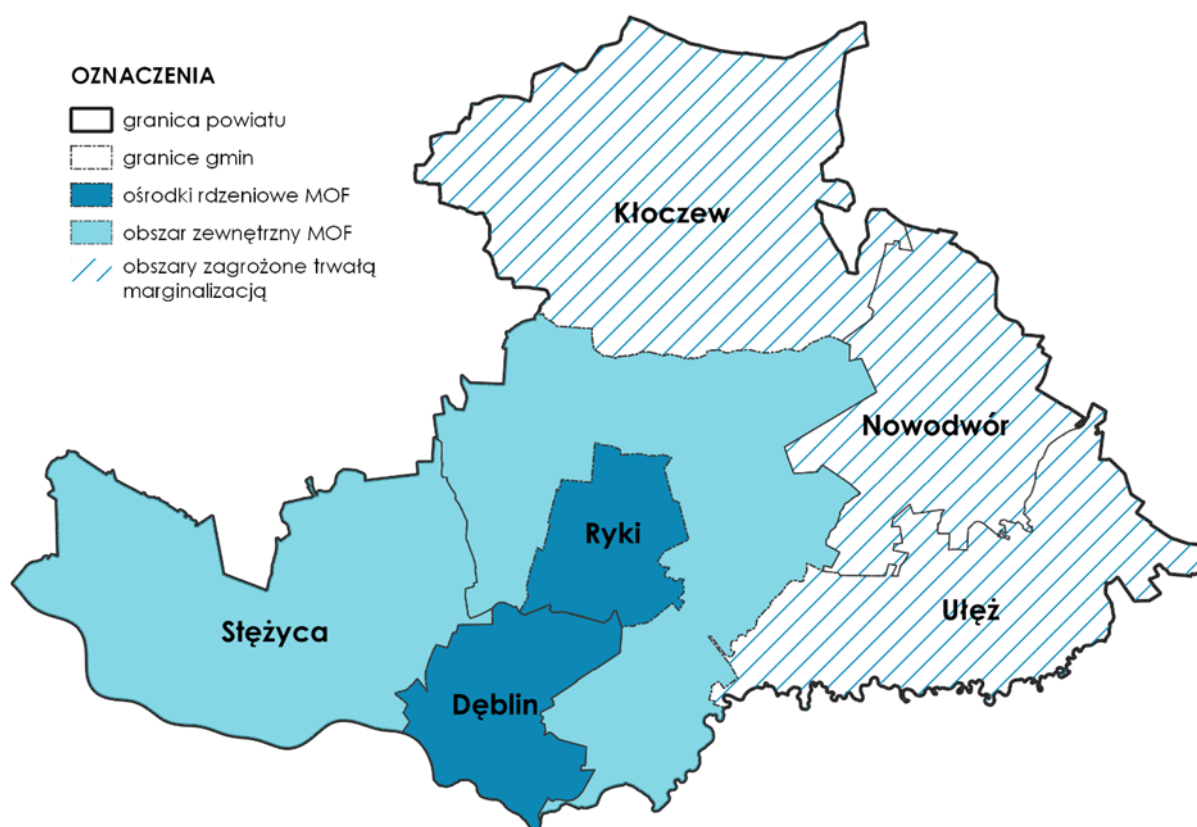 OZNACZENIA
granica powiatu
granice gmin
ośrodki rdzeniowe MOF
obszar zewnętrzny MOF
obszary zagrożone trwałą
marginalizacją
Kłoczew
Nowodwór
Ryki
Ułęż
Stężyca
Dęblin